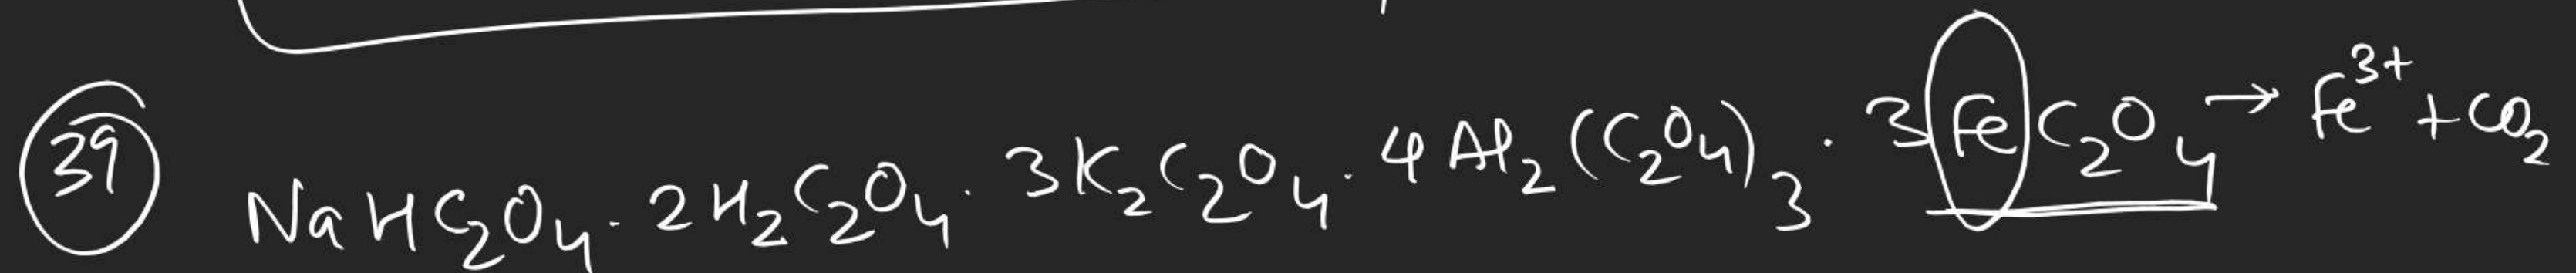 39 NaHC₂O₄·2H₂C₂O₄·3K₂C₂O₄·4Al₂(C₂O₄)₃·3FeC₂O₄ → Fe³⁺ + CO₂